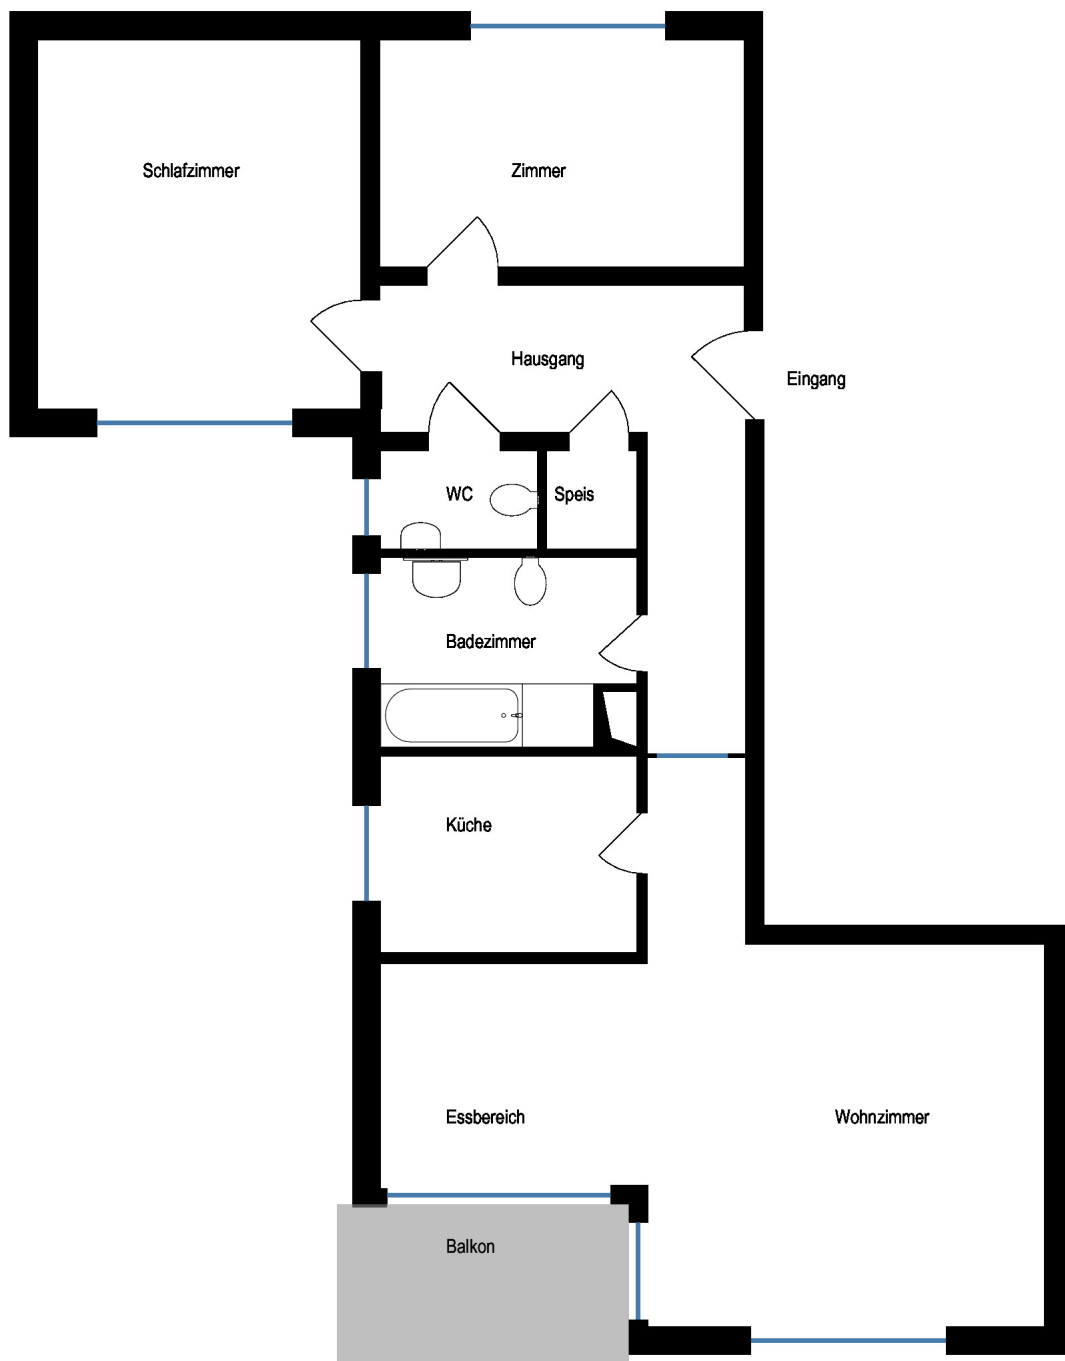 Schlafzimmer
Zimmer
Hausgang
Eingang
WC
Speis
Badezimmer
Küche
Essbereich
Wohnzimmer
Balkon